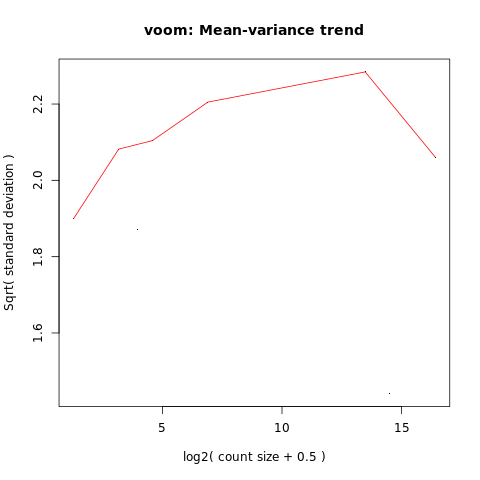 voom: Mean-variance trend
Sqrt( standard deviation )
2.2
2.0
1.8
1.6
5
10
15
log2( count size + 0.5 )